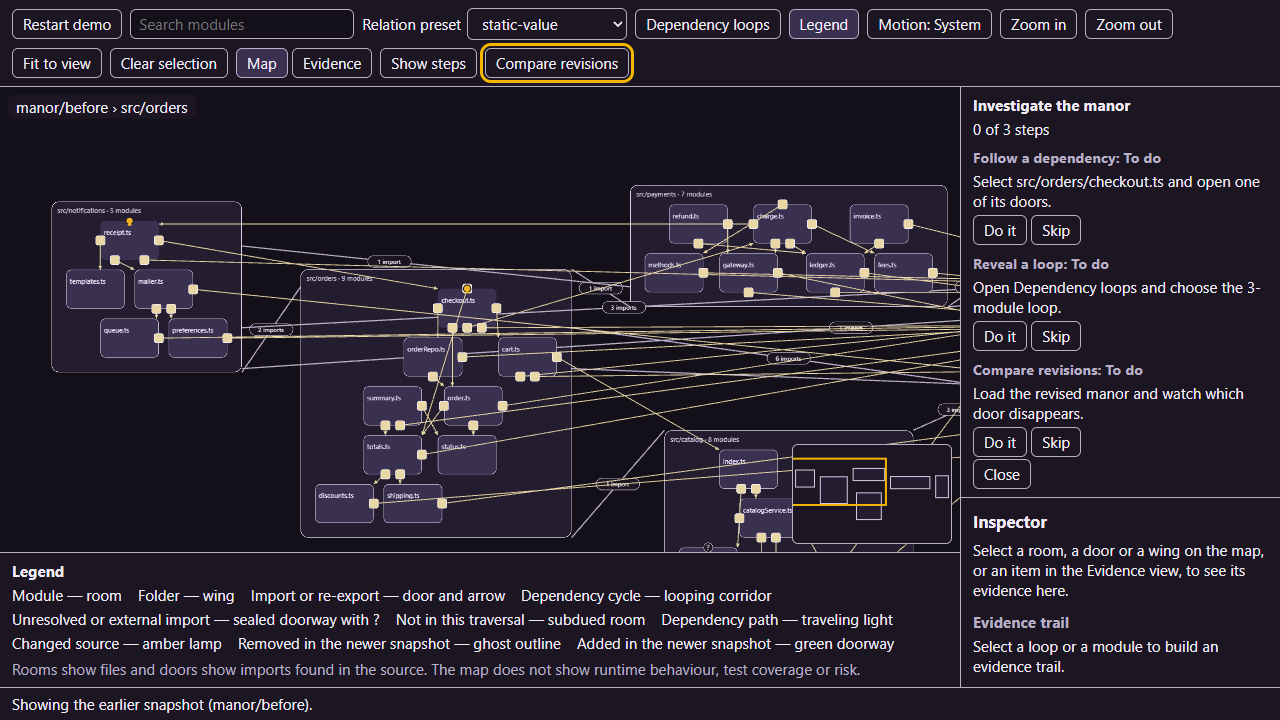 Restart demo
Search modules
Relation preset
static-value
Dependency loops
Legend
Motion: System
Zoom in
Zoom out
Fit to view
Clear selection
Map
Evidence
Show steps
Compare revisions
manor/before › src/orders
src/notifications · 5 modules
receipt.ts
templates.ts
mailer.ts
queue.ts
preferences.ts
1 import
2 imports
src/orders · 9 modules
checkout.ts
orderRepo.ts
cart.ts
summary.ts
order.ts
totals.ts
status.ts
discounts.ts
shipping.ts
src/payments · 7 modules
refund.ts
charge.ts
invoice.ts
methods.ts
gateway.ts
ledger.ts
fees.ts
1 import
3 imports
6 imports
1 import
src/catalog · 8 modules
index.ts
catalogService.ts
?
Investigate the manor
0 of 3 steps
Follow a dependency: To do
Select src/orders/checkout.ts and open one
of its doors.
Do it
Skip
Reveal a loop: To do
Open Dependency loops and choose the 3-
module loop.
Do it
Skip
Compare revisions: To do
Load the revised manor and watch which
door disappears.
Do it
Skip
Close
Inspector
Select a room, a door or a wing on the map,
or an item in the Evidence view, to see its
evidence here.
Evidence trail
Select a loop or a module to build an
evidence trail.
Legend
Module — room Folder — wing Import or re-export — door and arrow Dependency cycle — looping corridor
Unresolved or external import — sealed doorway with ? Not in this traversal — subdued room Dependency path — traveling light
Changed source — amber lamp Removed in the newer snapshot — ghost outline Added in the newer snapshot — green doorway
Rooms show files and doors show imports found in the source. The map does not show runtime behaviour, test coverage or risk.
Showing the earlier snapshot (manor/before).